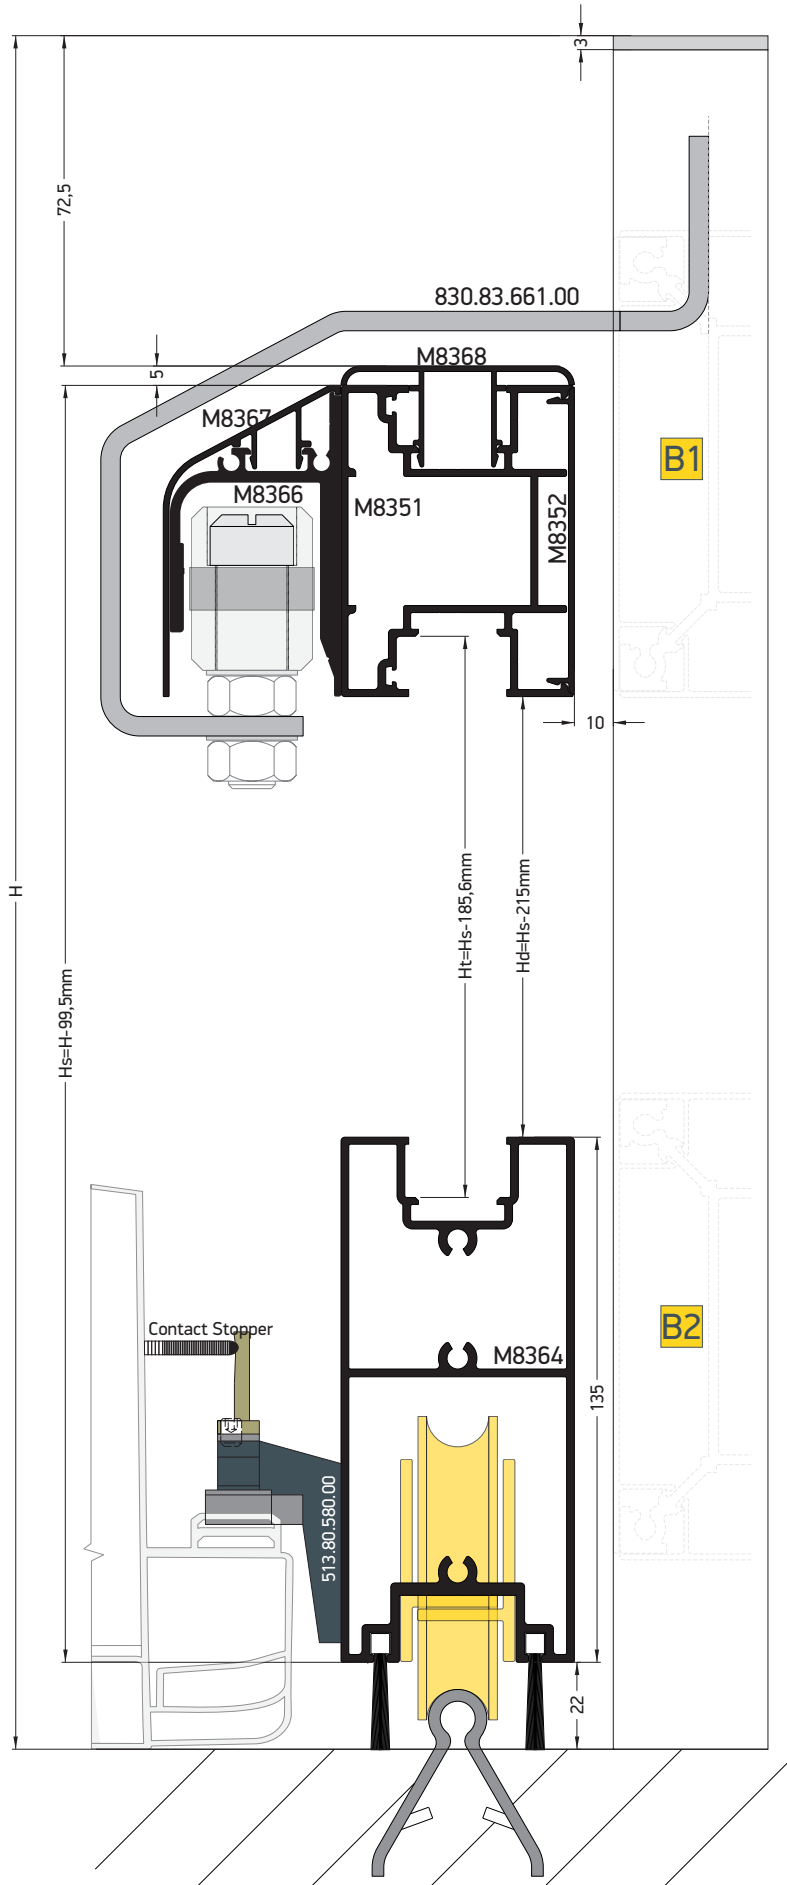 3
72,5
830.83.661.00
M8368
5
M8367
B1
M8366
M8351
M8352
10
H
Hs=H-99,5mm
Ht=Hs-185,6mm
Hd=Hs-215mm
Contact Stopper
B2
M8364
135
513.80.580.00
22